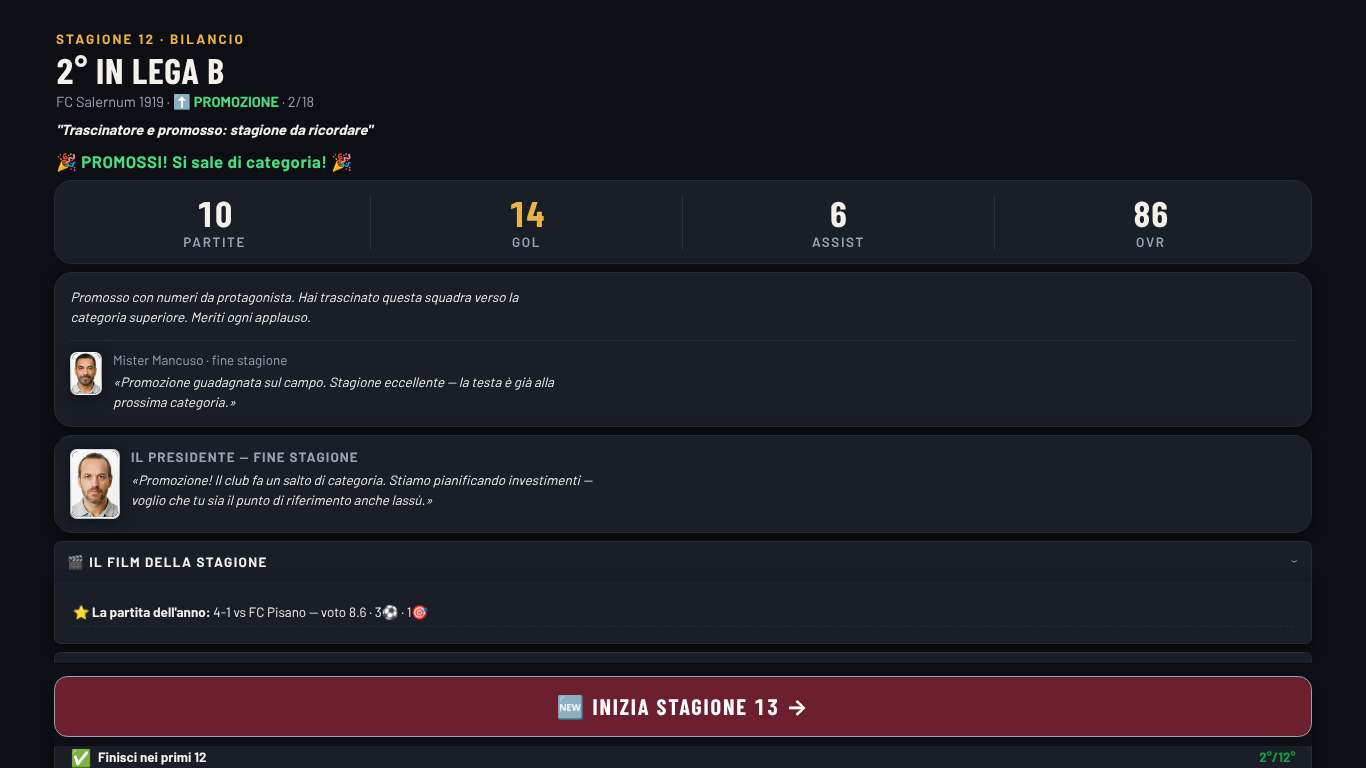 STAGIONE 12 · BILANCIO
2° IN LEGA B
FC Salernum 1919 · ⬆️ PROMOZIONE · 2/18
"Trascinatore e promosso: stagione da ricordare"
🎉 PROMOSSI! Si sale di categoria! 🎉
10 14 6 86
PARTITE GOL ASSIST OVR
Promosso con numeri da protagonista. Hai trascinato questa squadra verso la
categoria superiore. Meriti ogni applauso.
Mister Mancuso · fine stagione
«Promozione guadagnata sul campo. Stagione eccellente — la testa è già alla
prossima categoria.»
IL PRESIDENTE — FINE STAGIONE
«Promozione! Il club fa un salto di categoria. Stiamo pianificando investimenti —
voglio che tu sia il punto di riferimento anche lassù.»
🎬 IL FILM DELLA STAGIONE
⭐ La partita dell'anno: 4-1 vs FC Pisano — voto 8.6 · 3⚽ · 1🎯
🆕 INIZIA STAGIONE 13 →
✅ Finisci nei primi 12 2°/12°